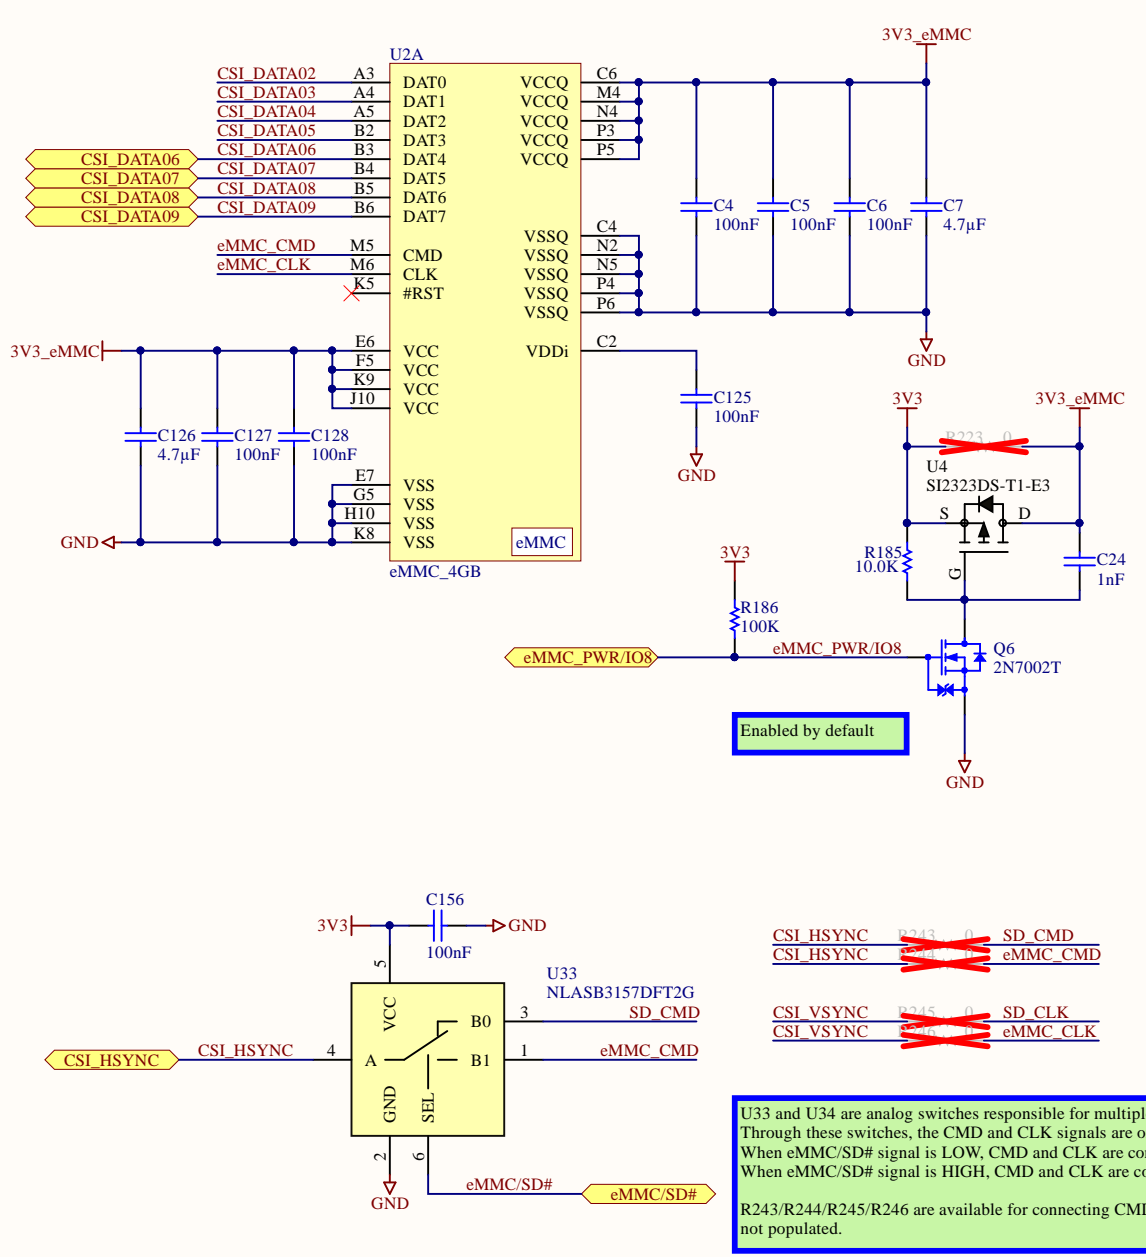 3V3_eMMC
U2A
CSI_DATA02 A3 DAT0 VCCQ C6
CSI_DATA03 A4 DAT1 VCCQ M4
CSI_DATA04 A5 DAT2 VCCQ N4
CSI_DATA05 B2 DAT3 VCCQ P3
CSI_DATA06 CSI_DATA06 B3 DAT4 VCCQ P5
CSI_DATA07 CSI_DATA07 B4 DAT5
CSI_DATA08 CSI_DATA08 B5 DAT6
CSI_DATA09 CSI_DATA09 B6 DAT7
C4 C5 C6 C7
100nF 100nF 100nF 4.7µF
VSSQ C4
eMMC_CMD M5 CMD VSSQ N2
eMMC_CLK M6 CLK VSSQ N5
K5 #RST VSSQ P4
VSSQ P6
GND
3V3_eMMC E6 VCC VDDi C2
F5 VCC
K9 VCC
J10 VCC
C125
100nF
GND
C126 C127 C128
4.7µF 100nF 100nF
E7 VSS
G5 VSS
H10 VSS
GND K8 VSS
eMMC
eMMC_4GB
3V3 3V3_eMMC
R223 0
U4
SI2323DS-T1-E3
S D
G
R185
10.0K
C24
1nF
3V3
R186
100K
eMMC_PWR/IO8 eMMC_PWR/IO8
Q6
2N7002T
Enabled by default
GND
C156
3V3 GND
100nF
5
U33
NLASB3157DFT2G
VCC
B0 3 SD_CMD
CSI_HSYNC CSI_HSYNC 4 A B1 1 eMMC_CMD
GND SEL
2 6
GND
eMMC/SD# eMMC/SD#
CSI_HSYNC R243 0 SD_CMD
CSI_HSYNC R244 0 eMMC_CMD
CSI_VSYNC R245 0 SD_CLK
CSI_VSYNC eMMC_CLK
U33 and U34 are analog switches responsible for
Through these switches, the CMD and CLK signals are
When eMMC/SD# signal is LOW, CMD and CLK are
When eMMC/SD# signal is HIGH, CMD and CLK are
R243/R244/R245/R246 are available for connecting
not populated.